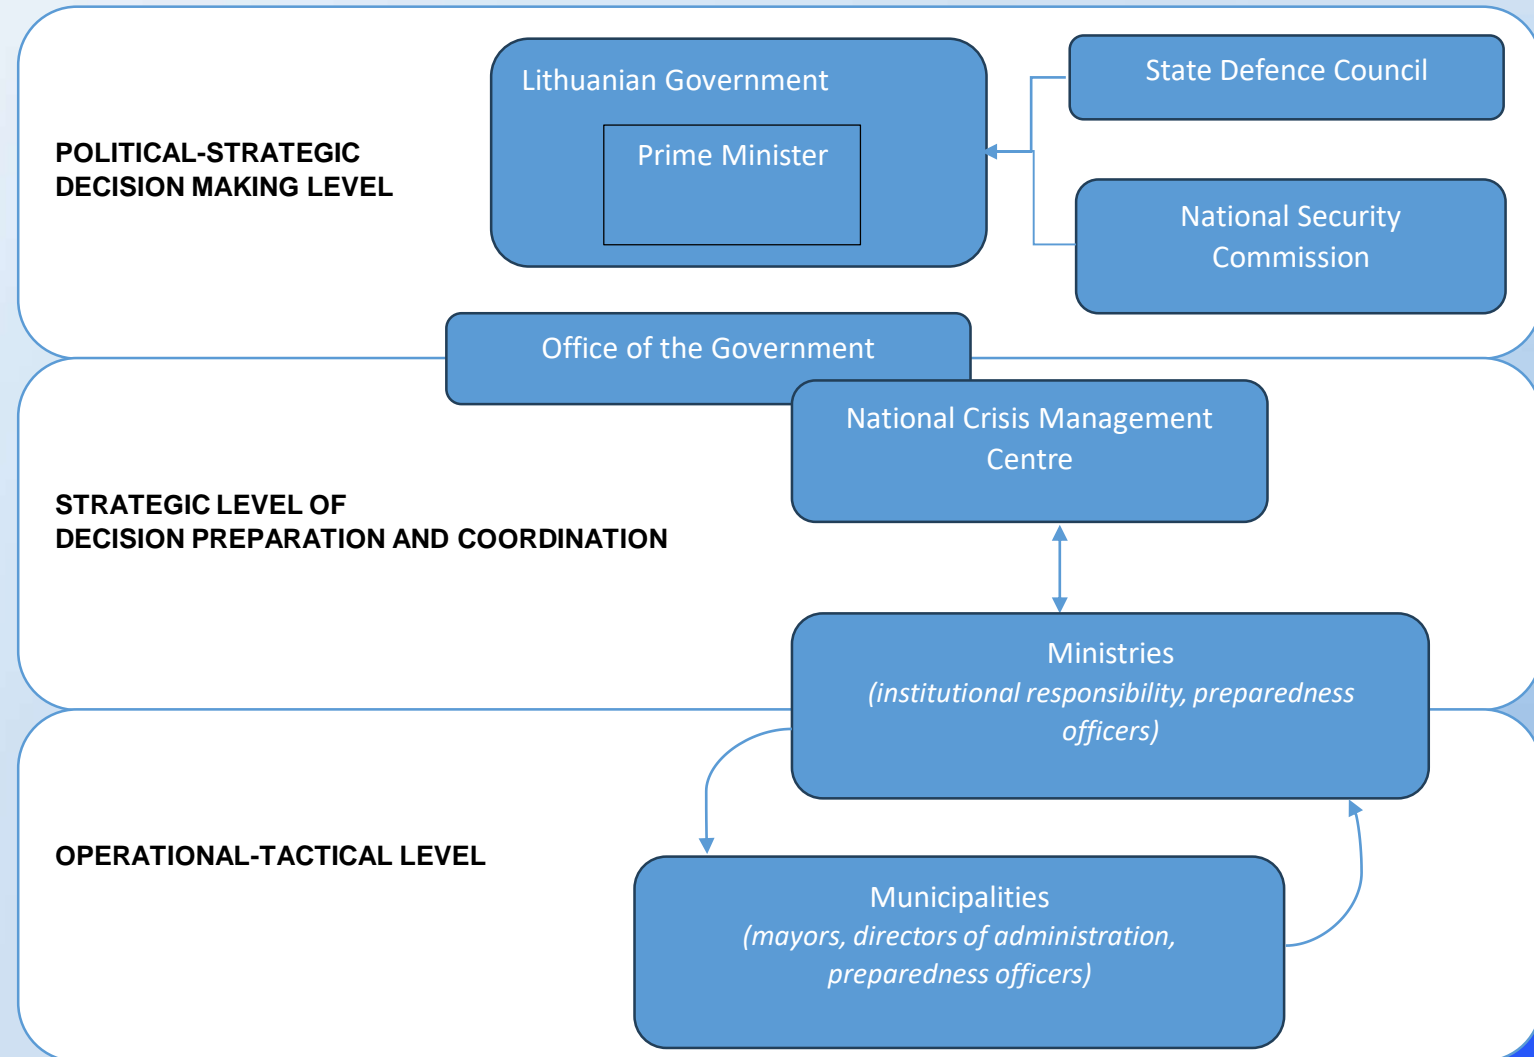 POLITICAL-STRATEGIC
DECISION MAKING LEVEL
Lithuanian Government
Prime Minister
State Defence Council
National Security
Commission
Office of the Government
National Crisis Management
Centre
STRATEGIC LEVEL OF
DECISION PREPARATION AND COORDINATION
Ministries
(institutional responsibility, preparedness
officers)
OPERATIONAL-TACTICAL LEVEL
Municipalities
(mayors, directors of administration,
preparedness officers)